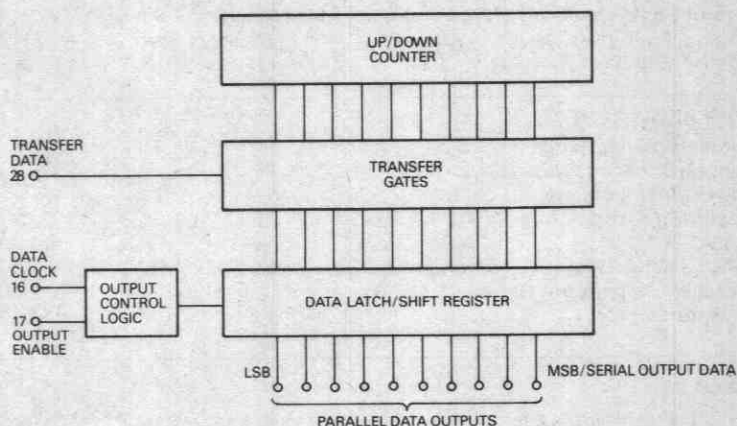 UP/DOWN
COUNTER
TRANSFER
DATA
28
TRANSFER
GATES
DATA
CLOCK
16
OUTPUT
CONTROL
LOGIC
17
OUTPUT
ENABLE
DATA LATCH/SHIFT REGISTER
LSB
MSB/SERIAL OUTPUT DATA
PARALLEL DATA OUTPUTS